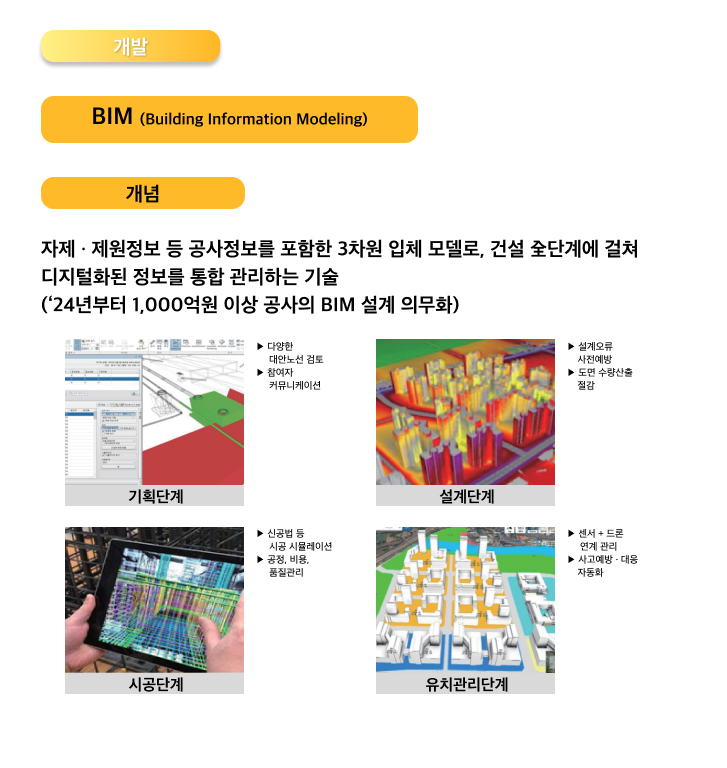 개발
BIM (Building Information Modeling)
개념
자제 · 제원정보 등 공사정보를 포함한 3차원 입체 모델로, 건설 全단계에 걸쳐
디지털화된 정보를 통합 관리하는 기술
(‘24년부터 1,000억원 이상 공사의 BIM 설계 의무화)
▶ 다양한
대안노선 검토
▶ 참여자
커뮤니케이션
기획단계
▶ 설계오류
사전예방
▶ 도면 수량산출
절감
설계단계
▶ 신공법 등
시공 시뮬레이션
▶ 공정, 비용,
품질관리
시공단계
▶ 센서 + 드론
연계 관리
▶ 사고예방 · 대응
자동화
유치관리단계